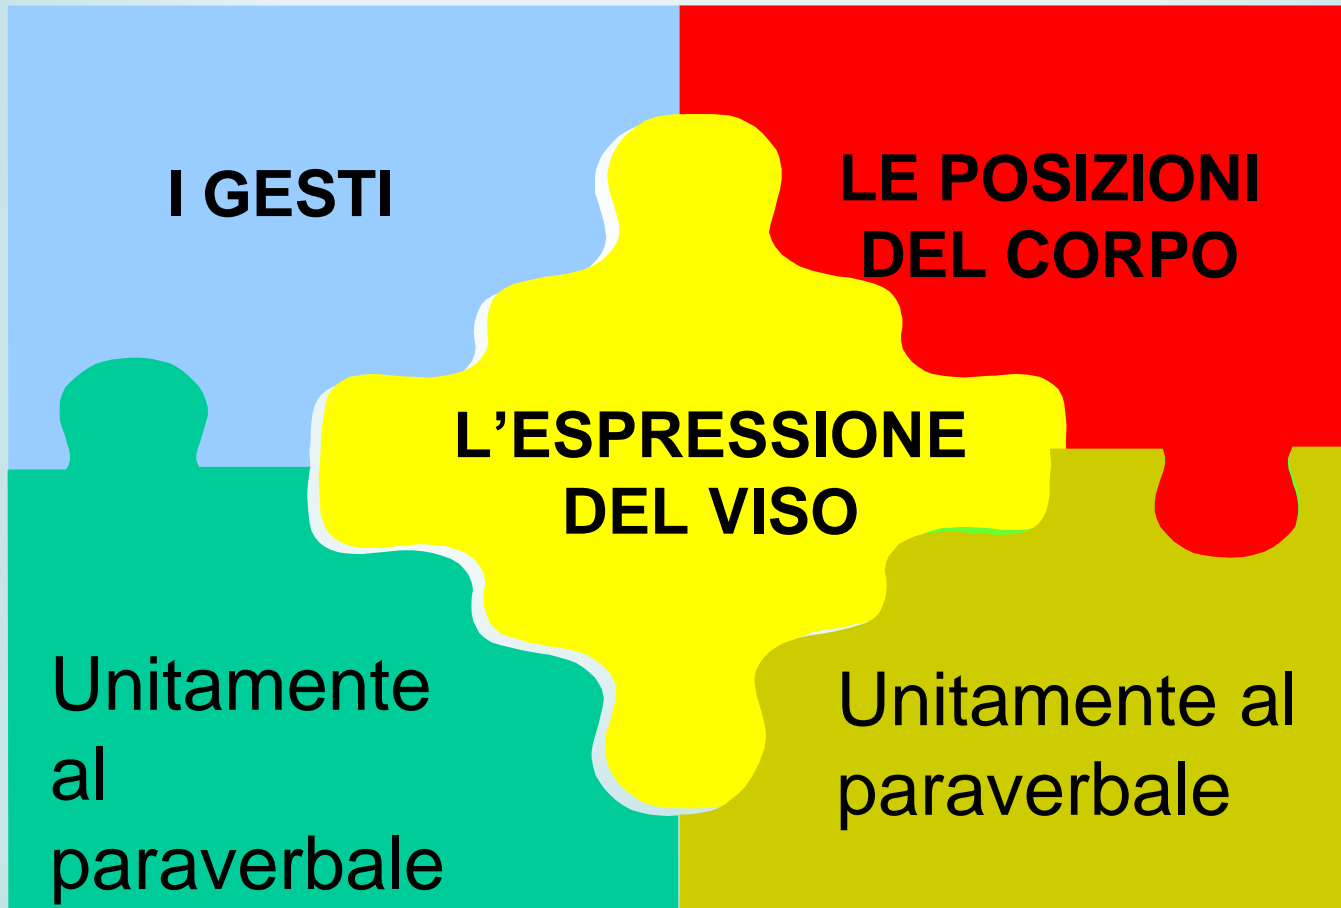 I GESTI
LE POSIZIONI
DEL CORPO
L’ESPRESSIONE
DEL VISO
Unitamente
al
paraverbale
Unitamente al
paraverbale